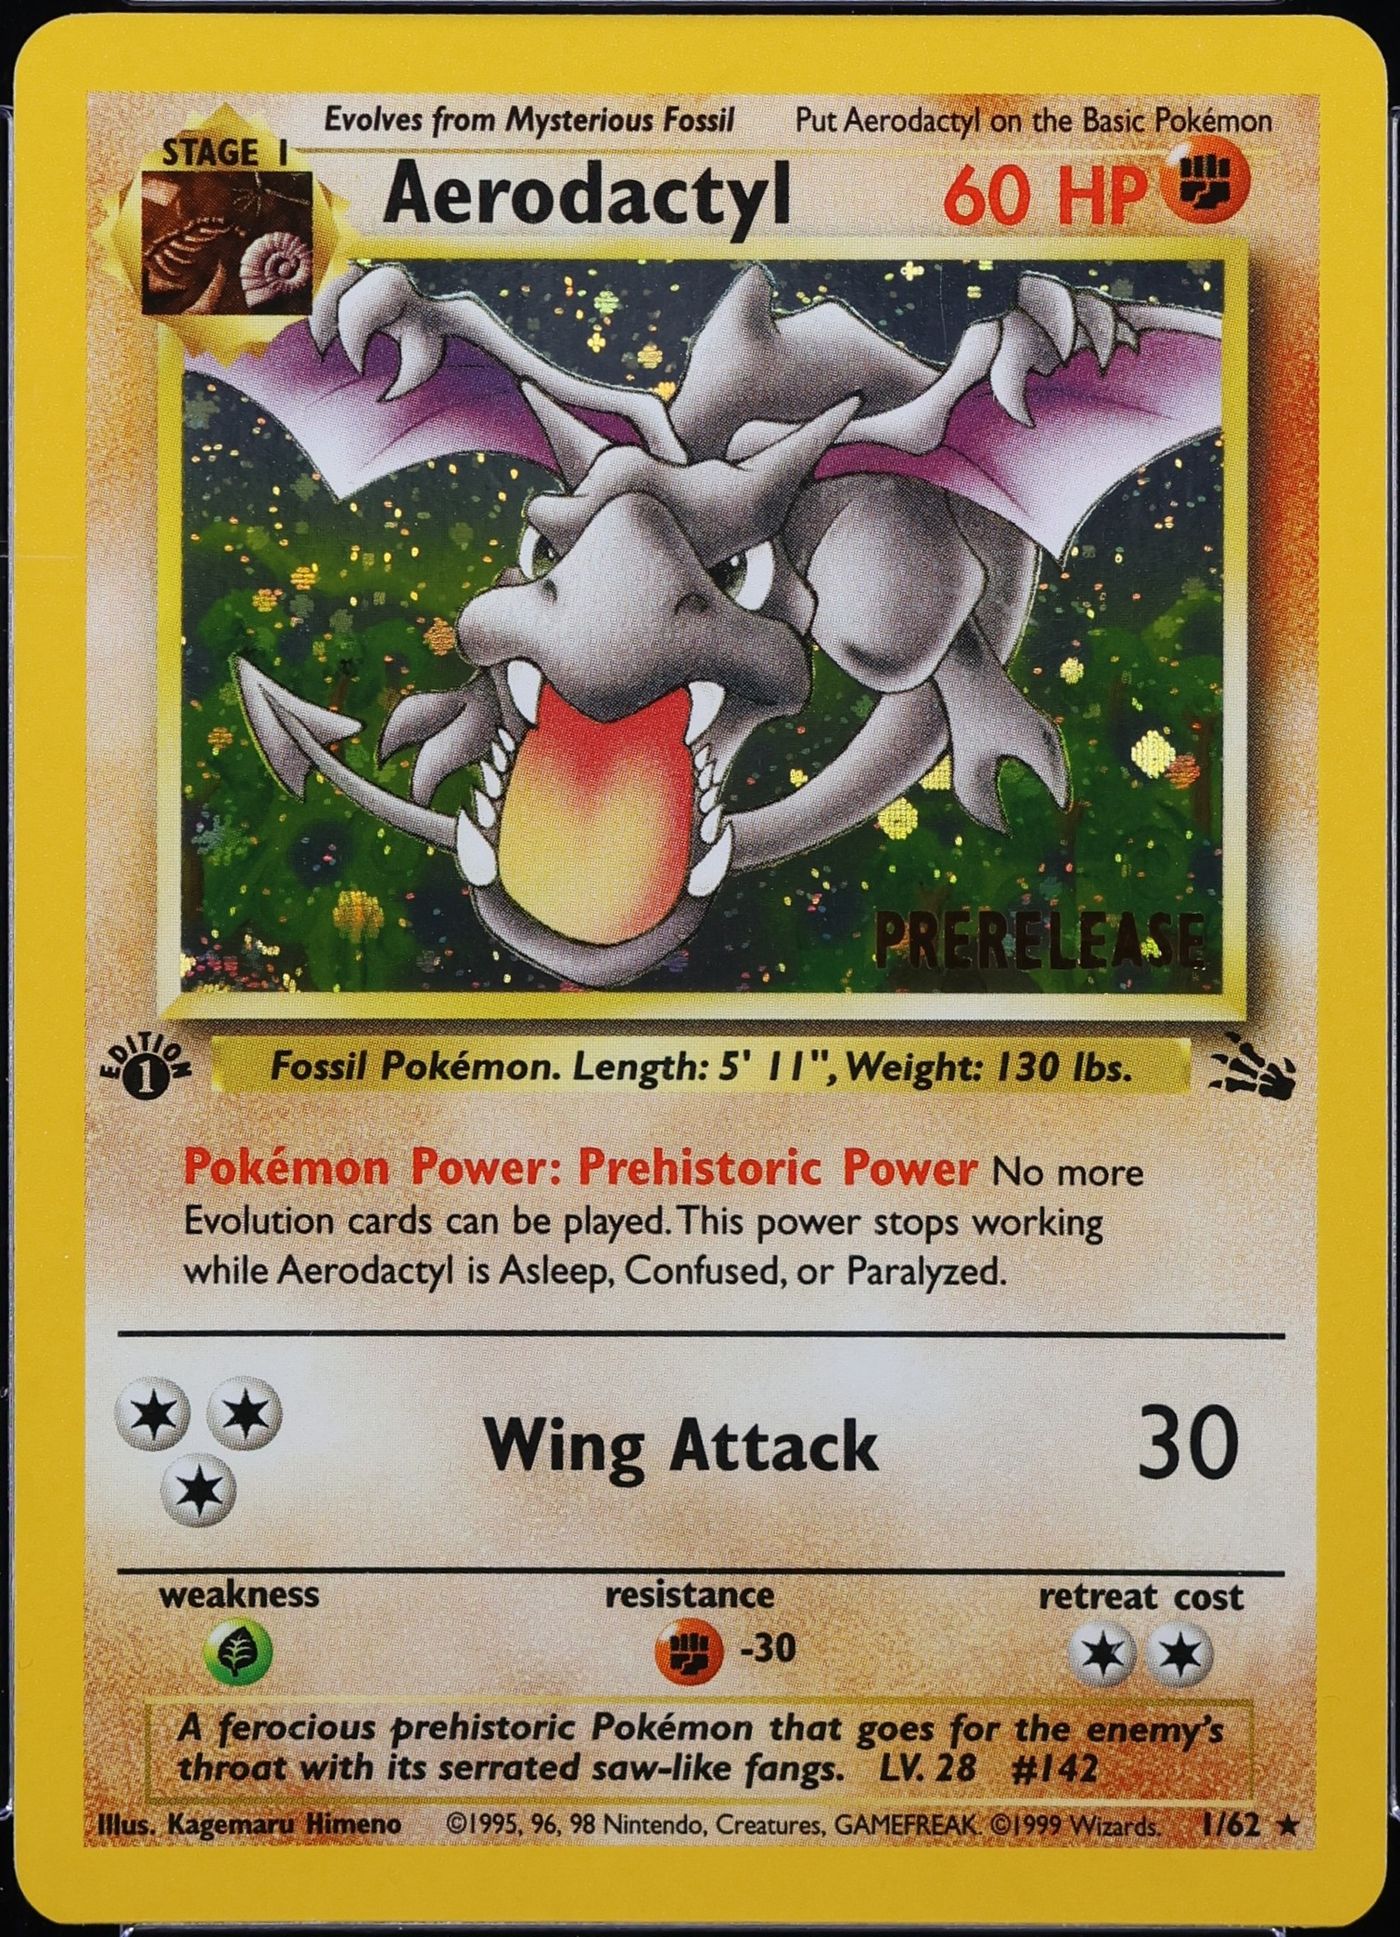 Evolves from Mysterious Fossil Put Aerodactyl on the Basic Pokémon
STAGE 1
Aerodactyl 60 HP
PRERELEASE
EDITION 1
Fossil Pokémon. Length: 5' 11", Weight: 130 lbs.
Pokémon Power: Prehistoric Power No more
Evolution cards can be played. This power stops working
while Aerodactyl is Asleep, Confused, or Paralyzed.
Wing Attack 30
weakness resistance retreat cost
-30
A ferocious prehistoric Pokémon that goes for the enemy's
throat with its serrated saw-like fangs. LV. 28 #142
Illus. Kagemaru Himeno ©1995, 96, 98 Nintendo, Creatures, GAMEFREAK. ©1999 Wizards. 1/62 ★